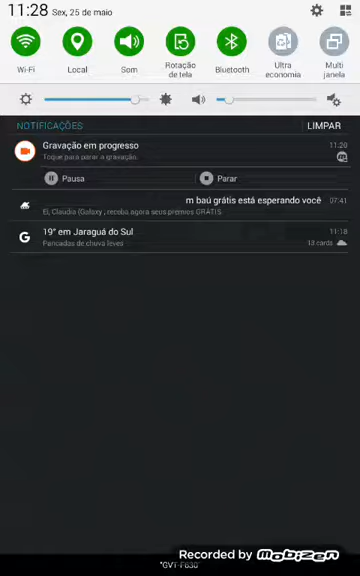 11:28 Sex, 25 de maio
Wi-Fi
Local
Som
Rotação
de tela
Bluetooth
Ultra
economia
Multi
janela
NOTIFICAÇÕES
LIMPAR
Gravação em progresso 11:20
Toque para parar a gravação.
Pausa
Parar
m baú grátis está esperando você 07:41
Ei, Claudia (Galaxy , receba agora seus prêmios GRÁTIS
19° em Jaraguá do Sul 11:18
Pancadas de chuva leves 13 cards
Recorded by Mobizen
"GVT-F630"